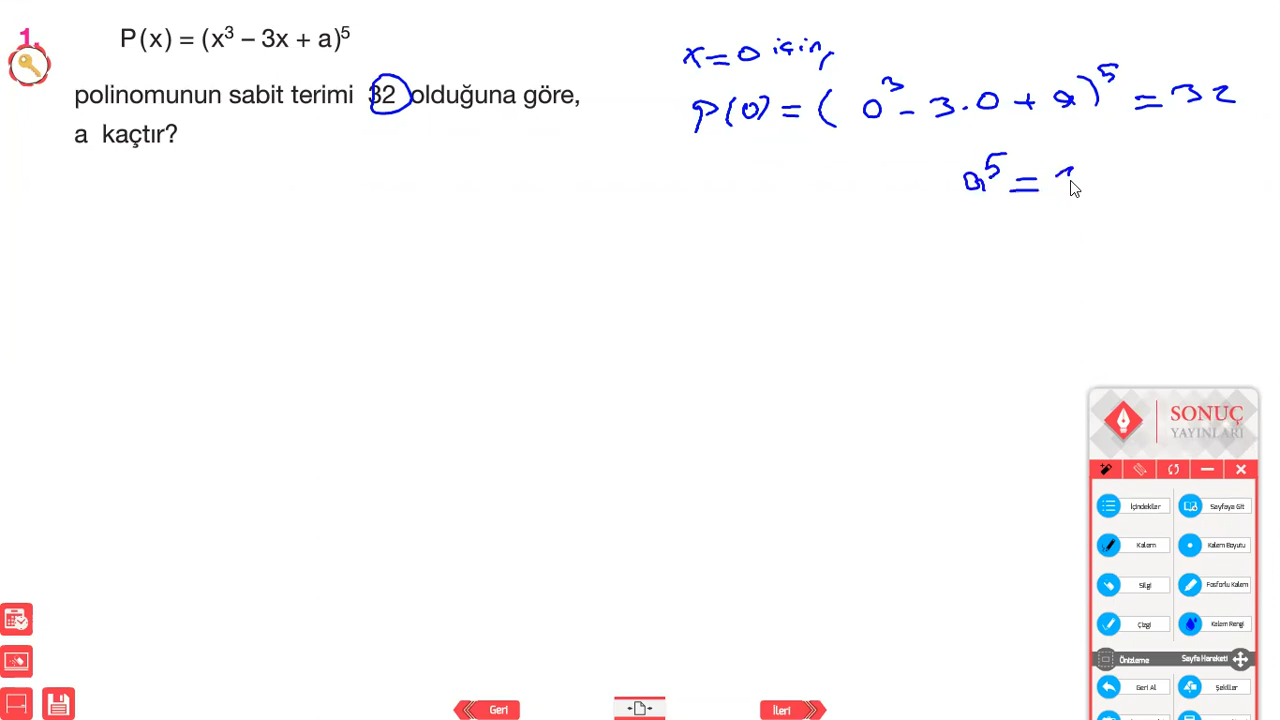 1.
P(x) = (x³ – 3x + a)⁵
polinomunun sabit terimi 32 olduğuna göre,
a kaçtır?
x = 0 için,
P(0) = ( 0³ - 3.0 + a )⁵ = 32
a⁵ =
SONUÇ
YAYINLARI
İçindekiler
Sayfaya Git
Kalem
Kalem Boyutu
Silgi
Fosforlu Kalem
Çizgi
Kalem Rengi
Önizleme
Sayfa Hareketi
Geri Al
Şekiller
Geri
İleri